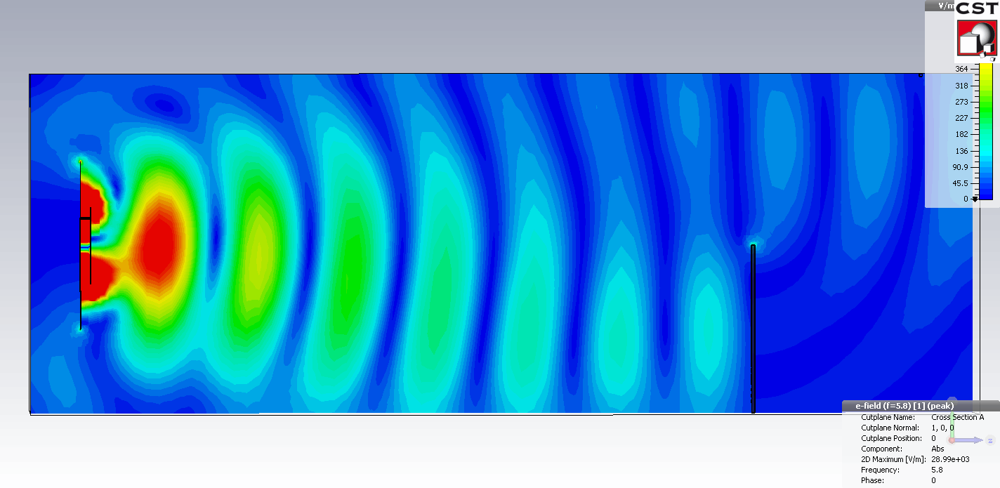 V/m
CST
364
318
273
227
182
136
90.9
45.5
0
e-field (f=5.8) [1] (peak)
Cutplane Name: Cross Section A
Cutplane Normal: 1, 0, 0
Cutplane Position: 0
Component: Abs
2D Maximum [V/m]: 28.99e+03
Frequency: 5.8
Phase: 0
z